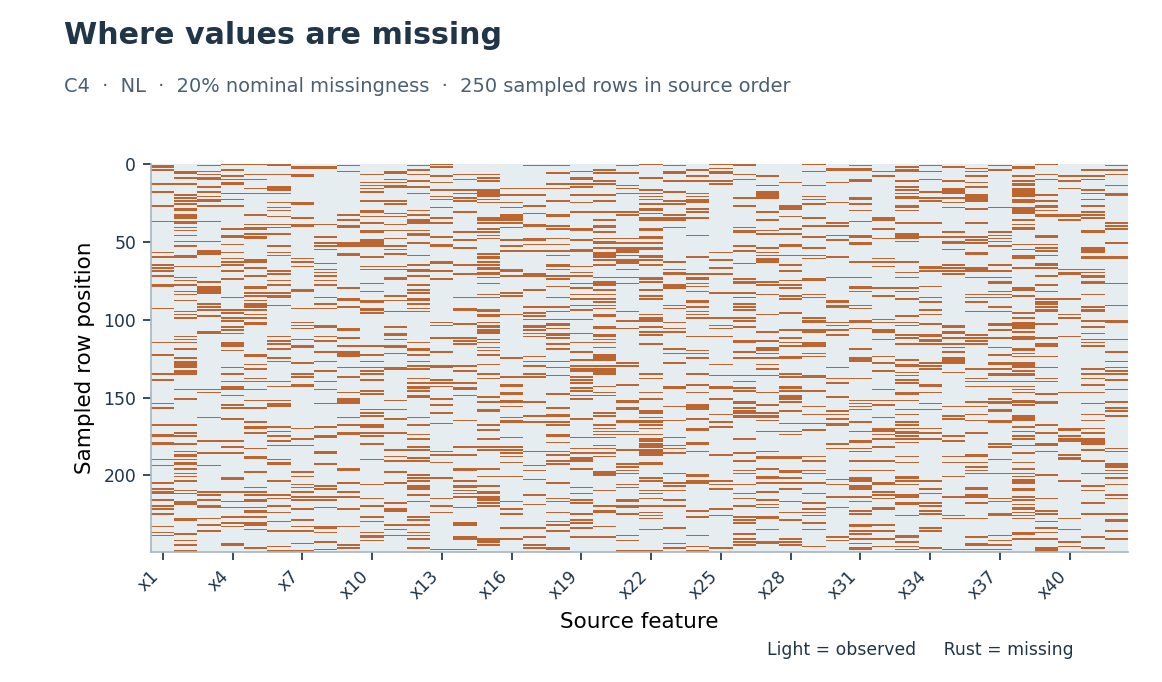 Where values are missing
C4 · NL · 20% nominal missingness · 250 sampled rows in source order
0
50
100
150
200
Sampled row position
x1 x4 x7 x10 x13 x16 x19 x22 x25 x28 x31 x34 x37 x40
Source feature
Light = observed Rust = missing